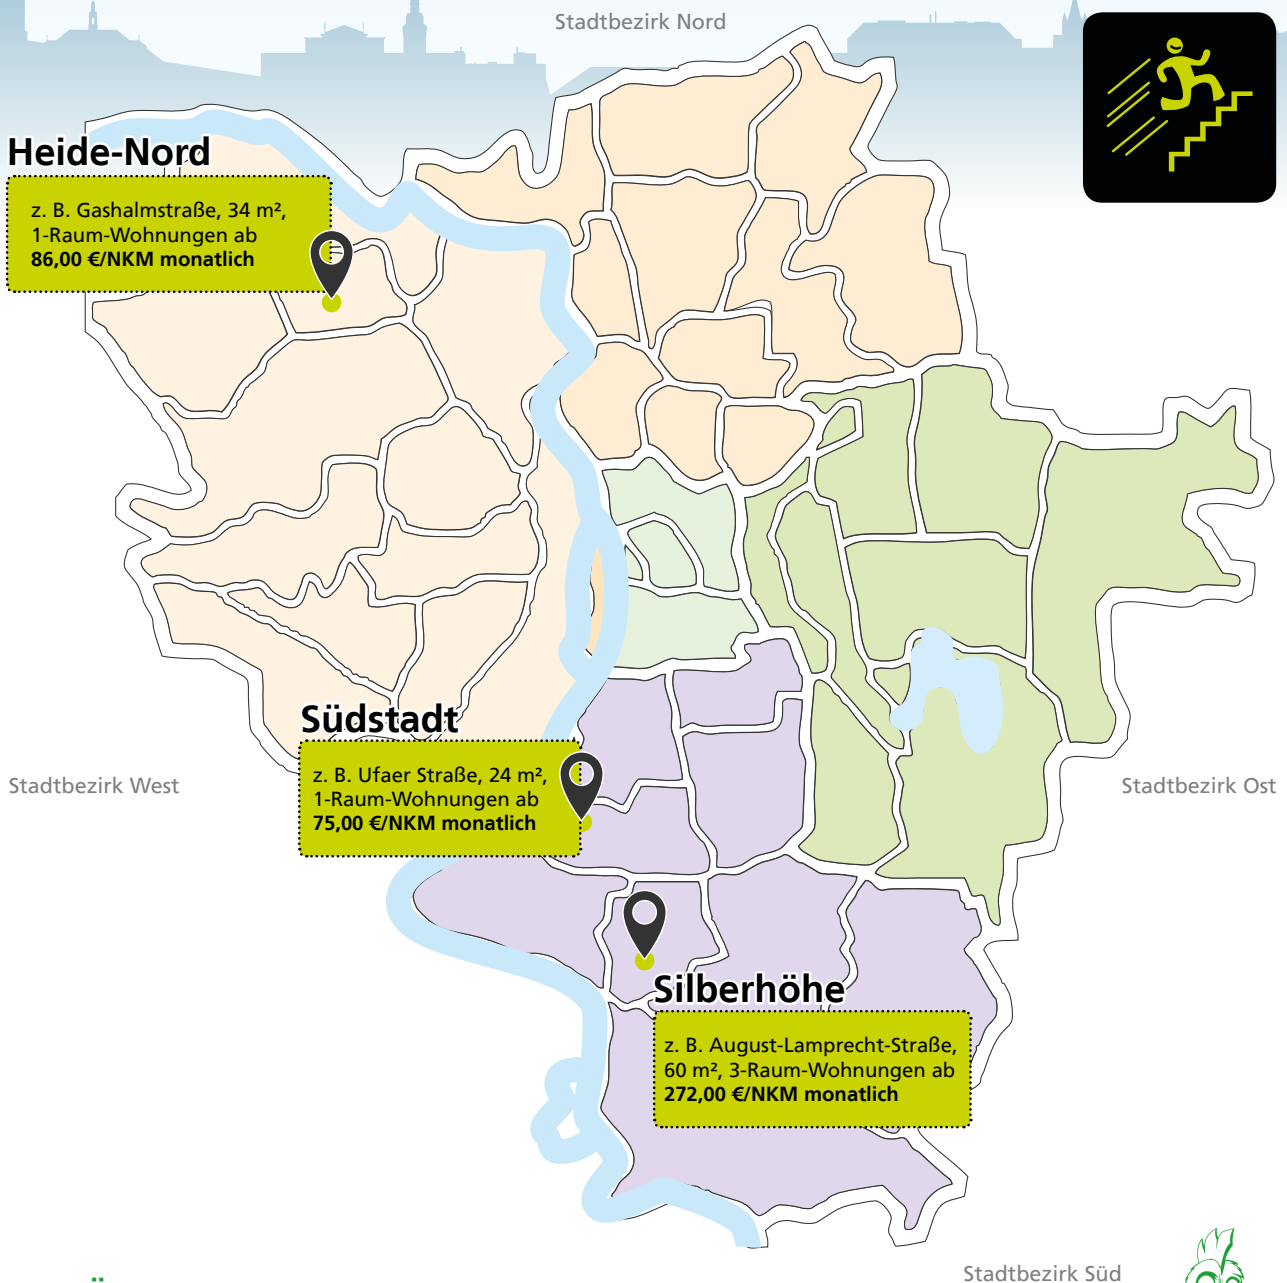 Stadtbezirk Nord
Heide-Nord
z. B. Gashalmstraße, 34 m²,
1-Raum-Wohnungen ab
86,00 €/NKM monatlich
Südstadt
z. B. Ufaer Straße, 24 m²,
1-Raum-Wohnungen ab
75,00 €/NKM monatlich
Stadtbezirk West
Stadtbezirk Ost
Silberhöhe
z. B. August-Lamprecht-Straße,
60 m², 3-Raum-Wohnungen ab
272,00 €/NKM monatlich
Stadtbezirk Süd